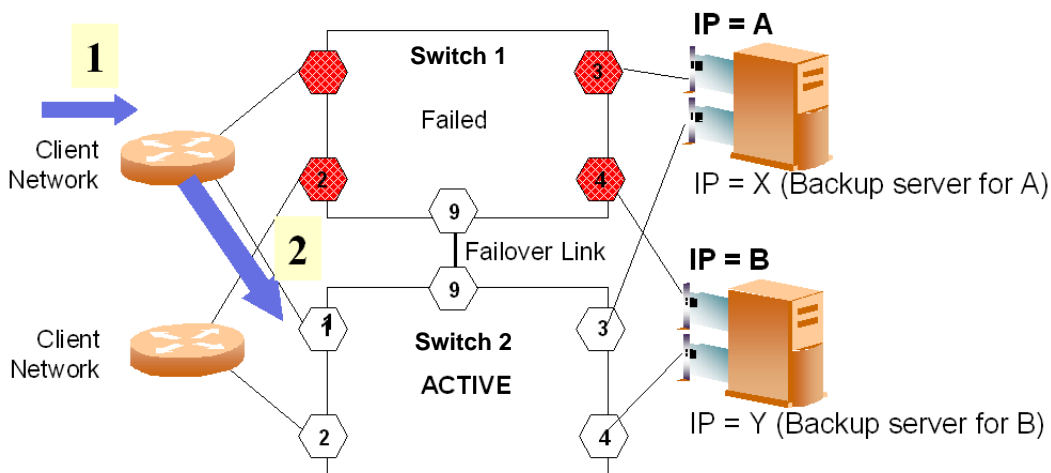 1
Client
Network
Switch 1
Failed
3
2
4
9
Failover Link
9
2
IP = A
IP = X (Backup server for A)
IP = B
IP = Y (Backup server for B)
Client
Network
1
Switch 2
ACTIVE
3
2
4